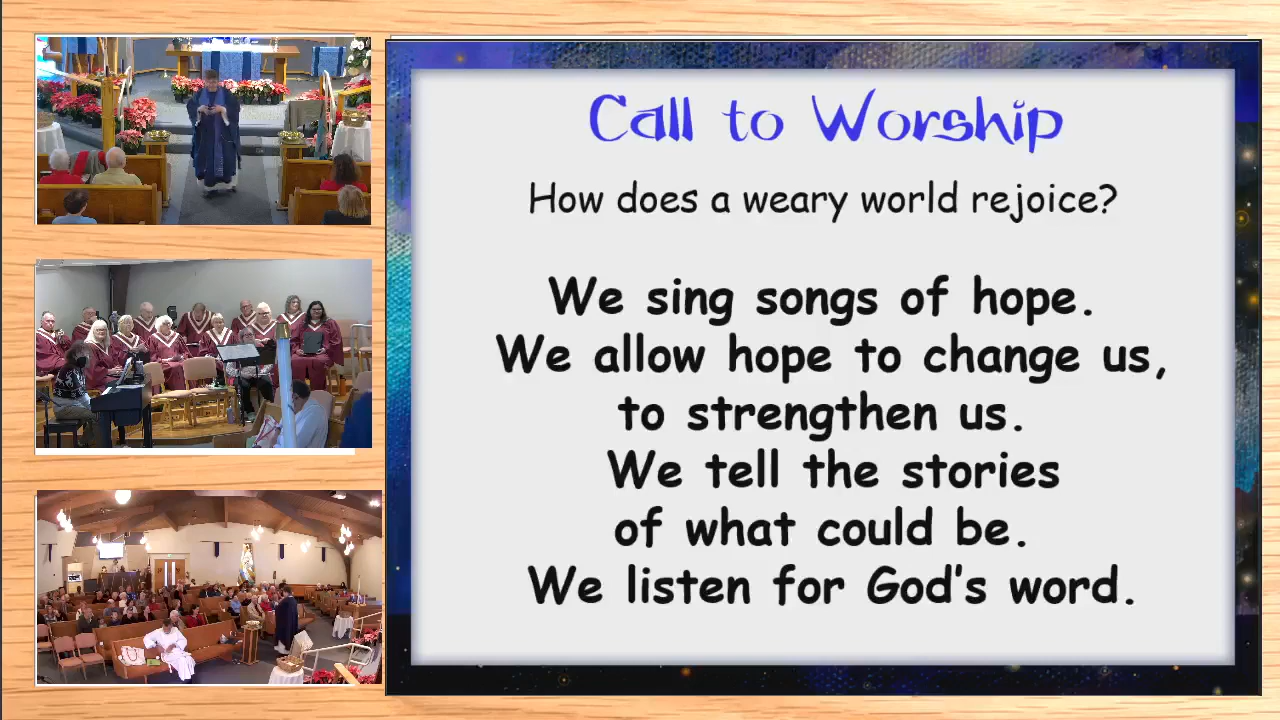 Call to Worship
How does a weary world rejoice?
We sing songs of hope.
We allow hope to change us,
to strengthen us.
We tell the stories
of what could be.
We listen for God's word.